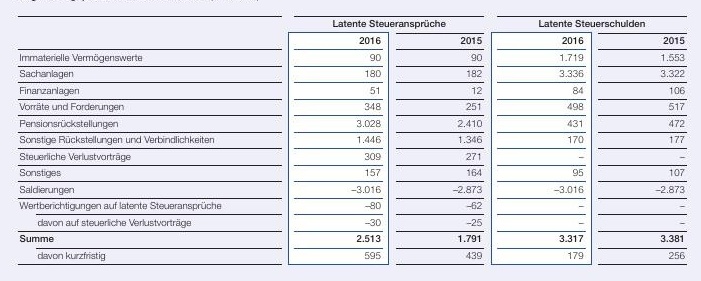 Latente Steueransprüche Latente Steuerschulden
2016 2015 2016 2015
Immaterielle Vermögenswerte 90 90 1.719 1.553
Sachanlagen 180 182 3.336 3.322
Finanzanlagen 51 12 84 106
Vorräte und Forderungen 348 251 498 517
Pensionsrückstellungen 3.028 2.410 431 472
Sonstige Rückstellungen und Verbindlichkeiten 1.446 1.346 170 177
Steuerliche Verlustvorträge 309 271 – –
Sonstiges 157 164 95 107
Saldierungen –3.016 –2.873 –3.016 –2.873
Wertberichtigungen auf latente Steueransprüche –80 –62 – –
davon auf steuerliche Verlustvorträge –30 –25 – –
Summe 2.513 1.791 3.317 3.381
davon kurzfristig 595 439 179 256